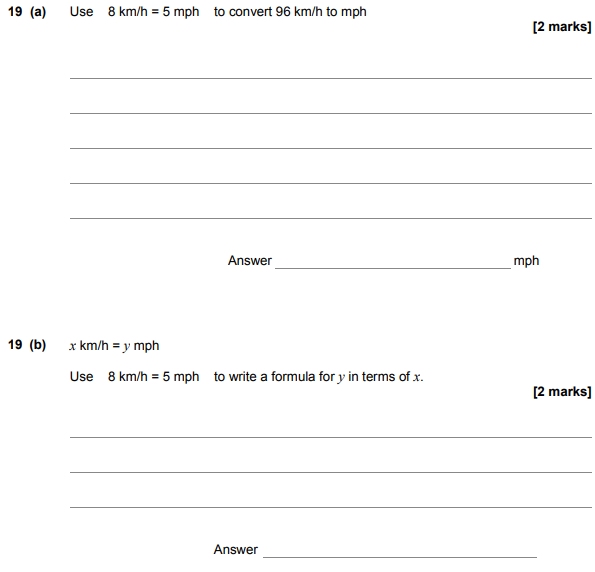 19 (a) Use 8 km/h = 5 mph to convert 96 km/h to mph
[2 marks]
Answer mph
19 (b) x km/h = y mph
Use 8 km/h = 5 mph to write a formula for y in terms of x.
[2 marks]
Answer